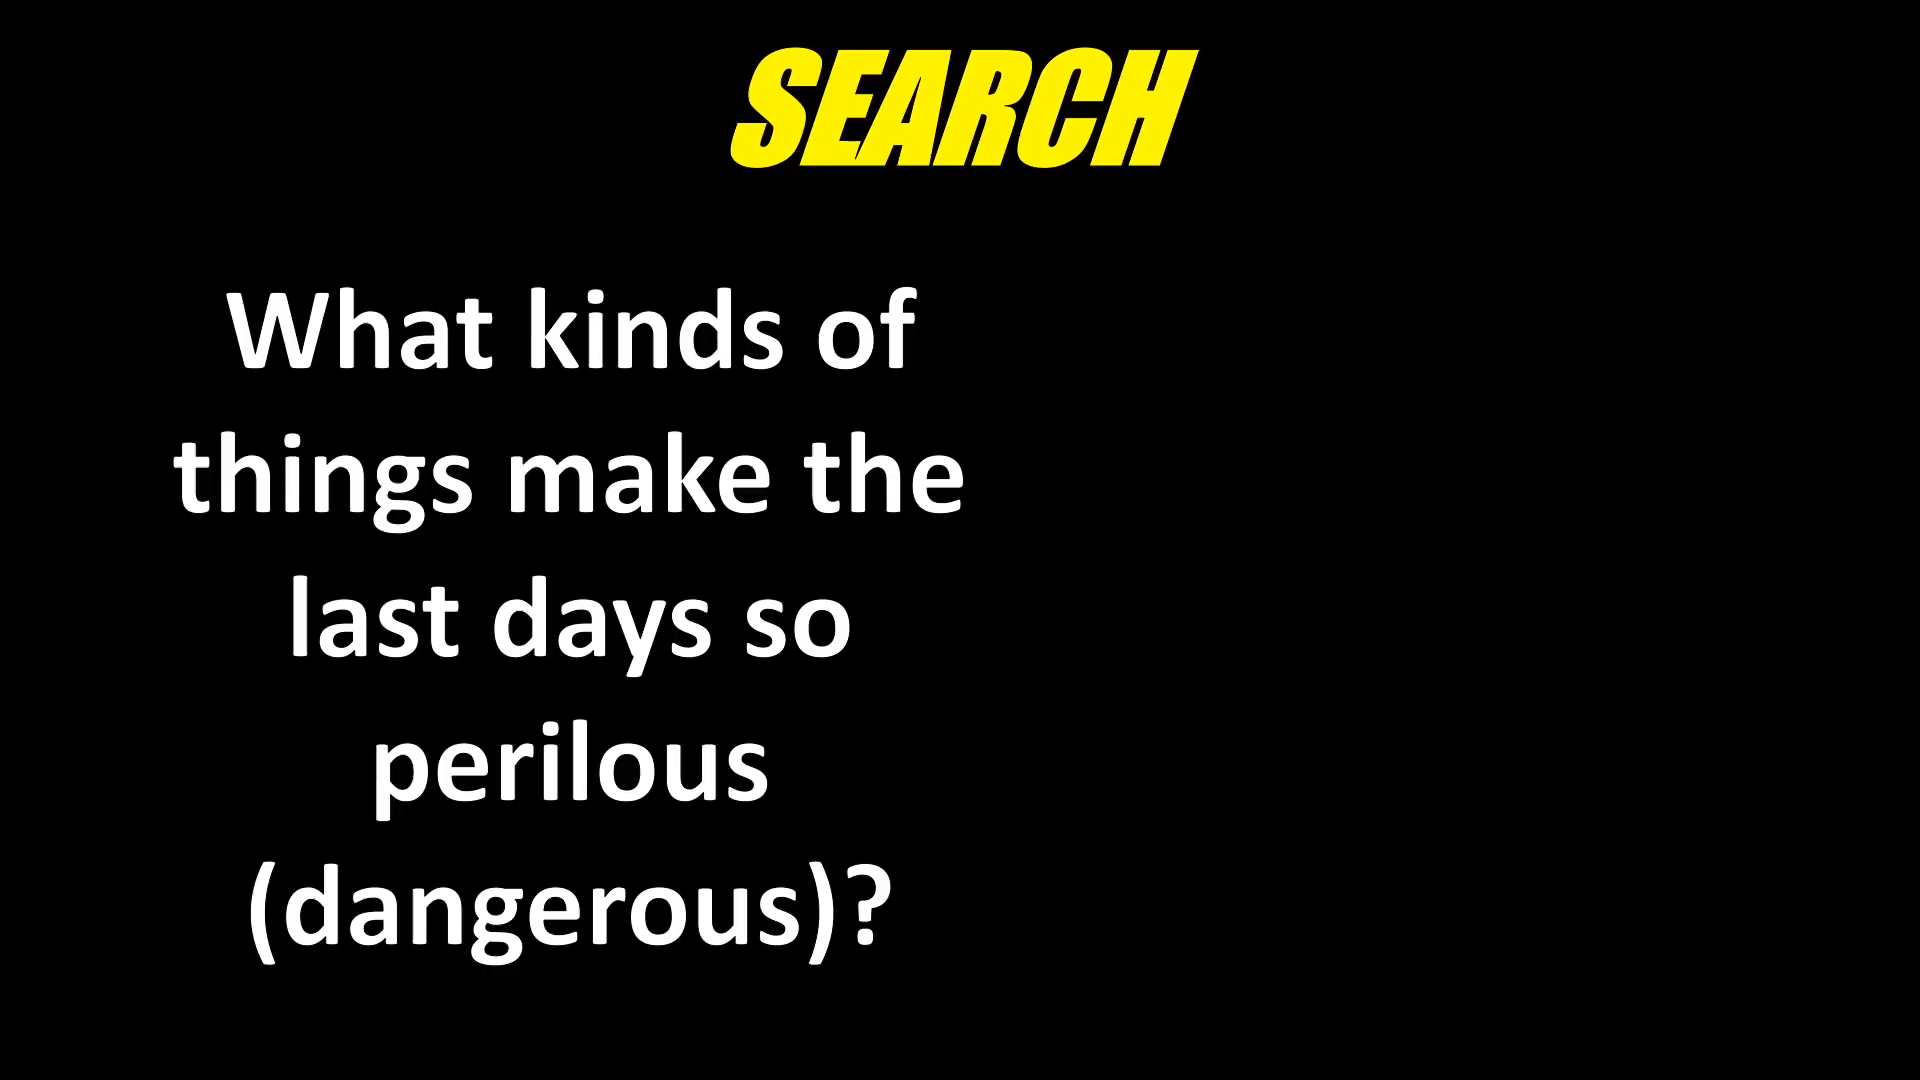 SEARCH
What kinds of
things make the
last days so
perilous
(dangerous)?